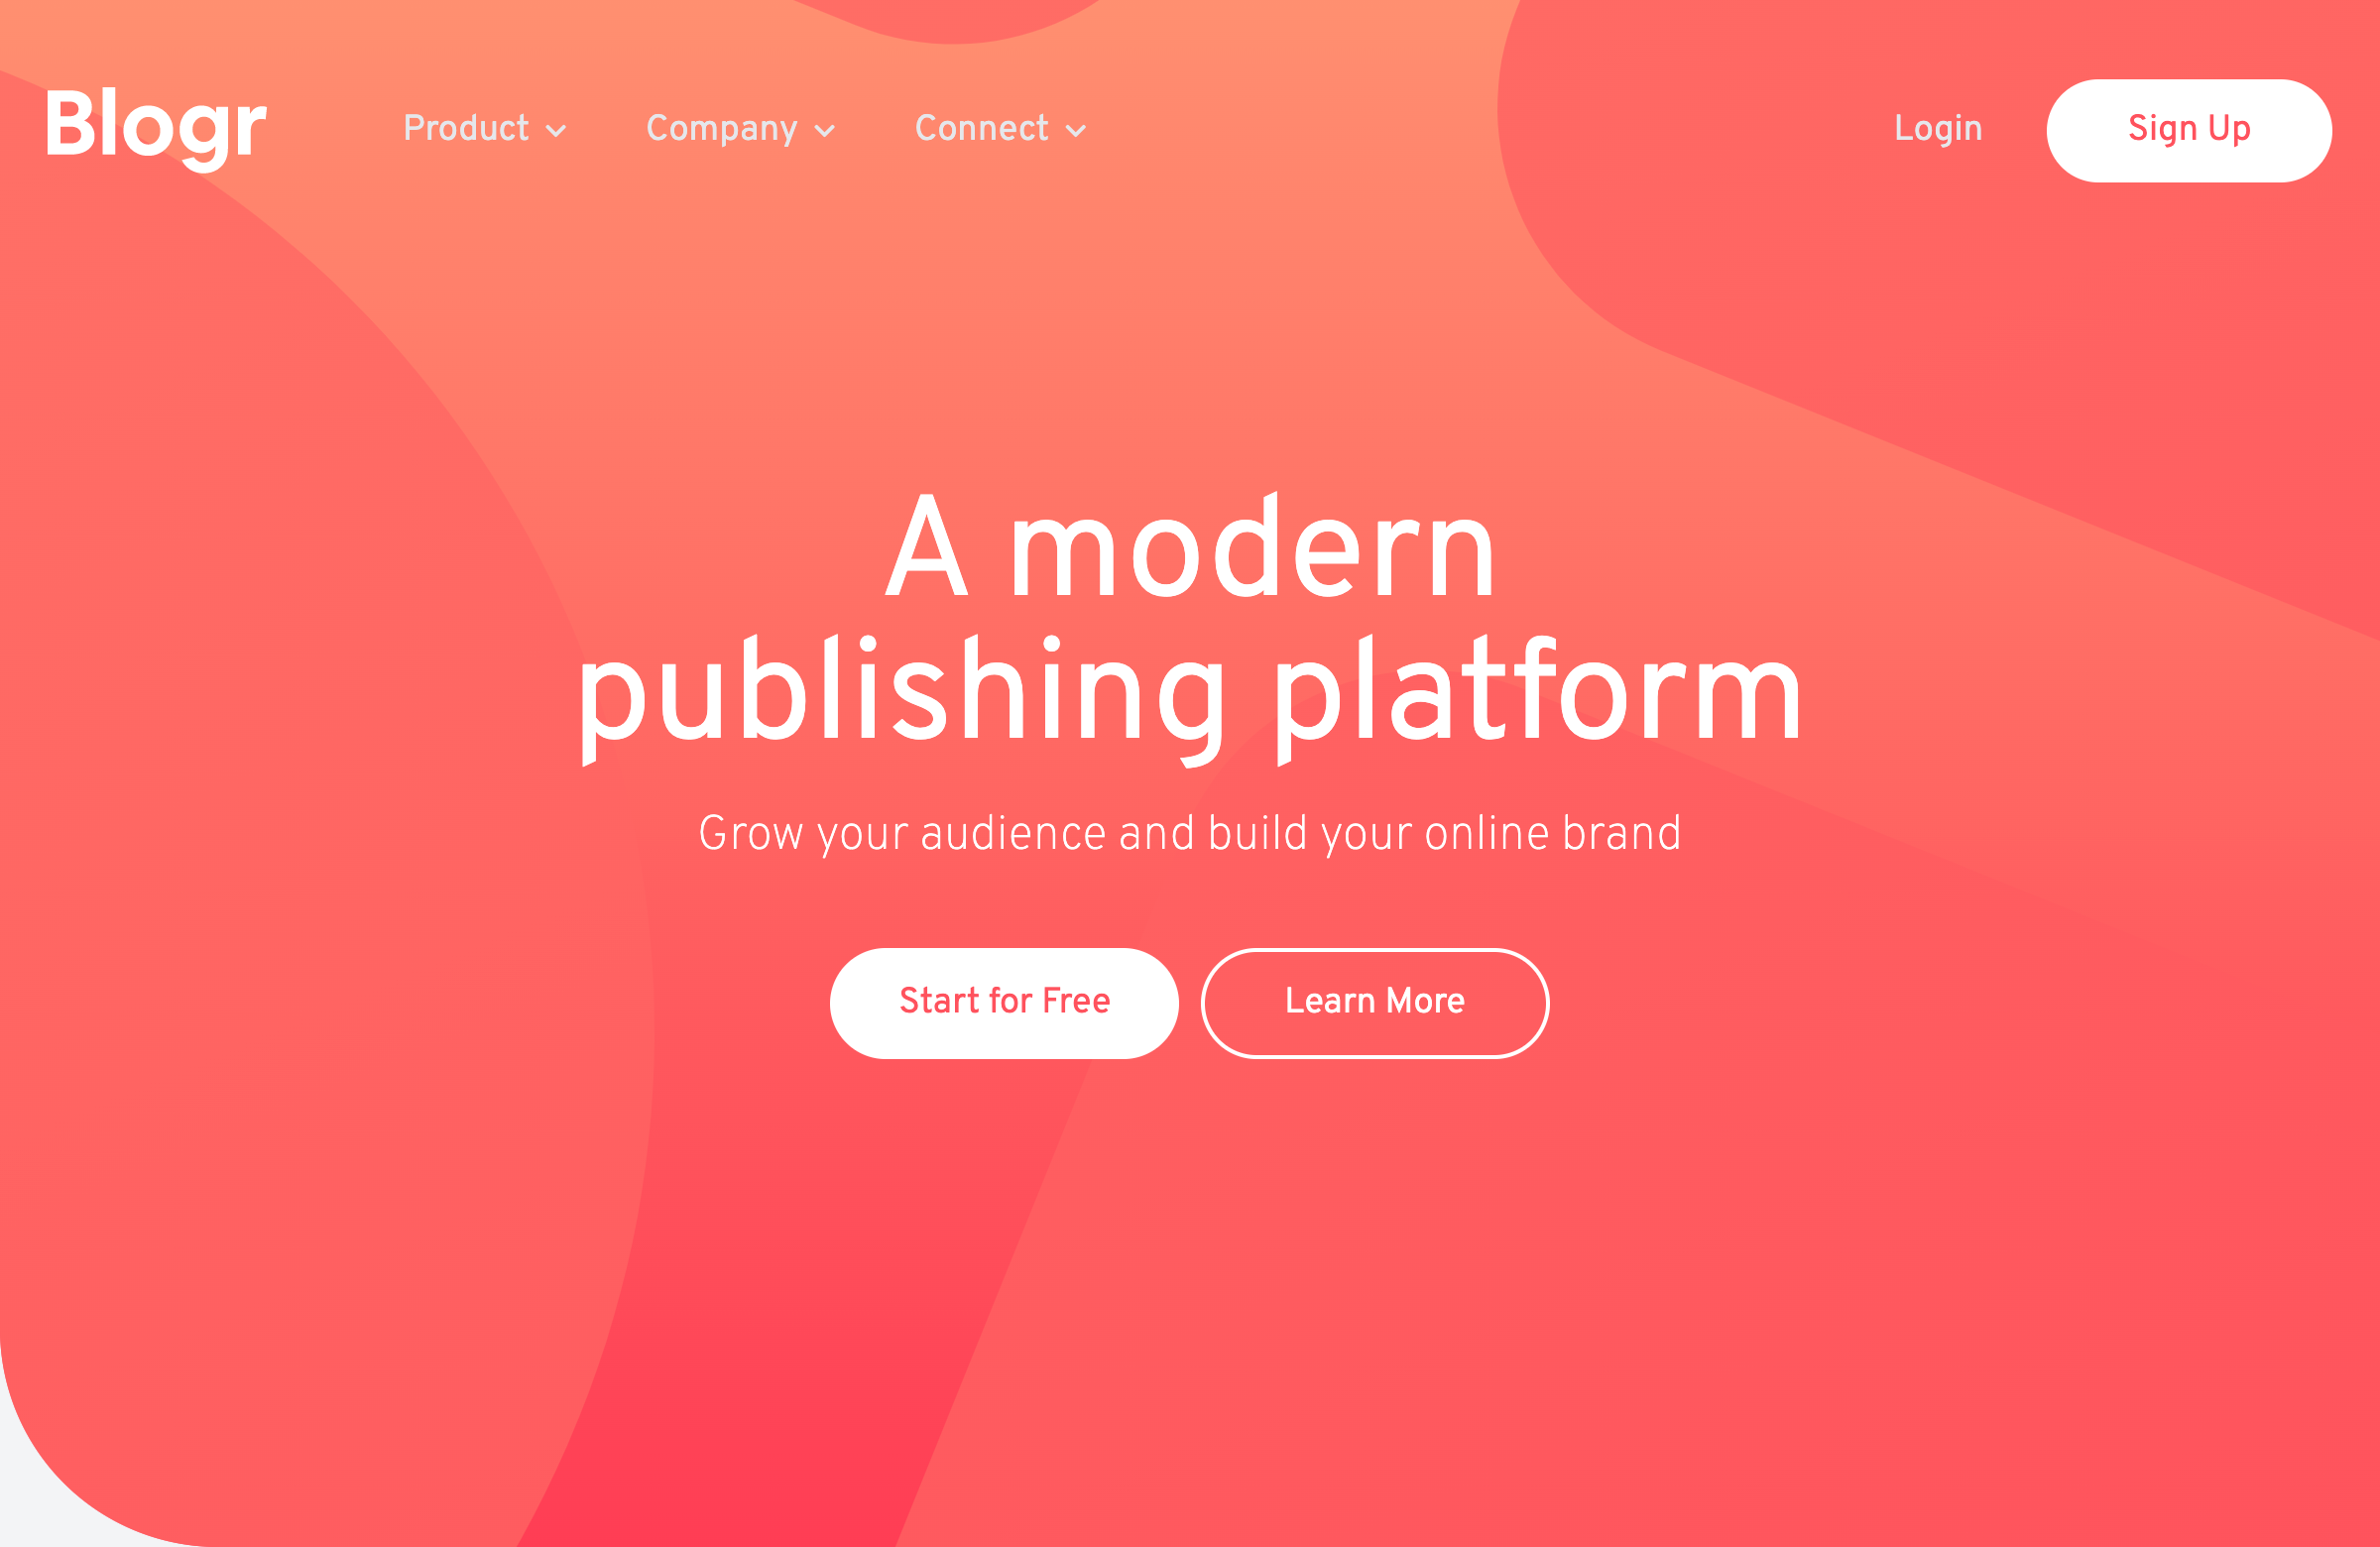 Blogr Product Company Connect Login Sign Up
A modern
publishing platform
Grow your audience and build your online brand
Start for Free Learn More